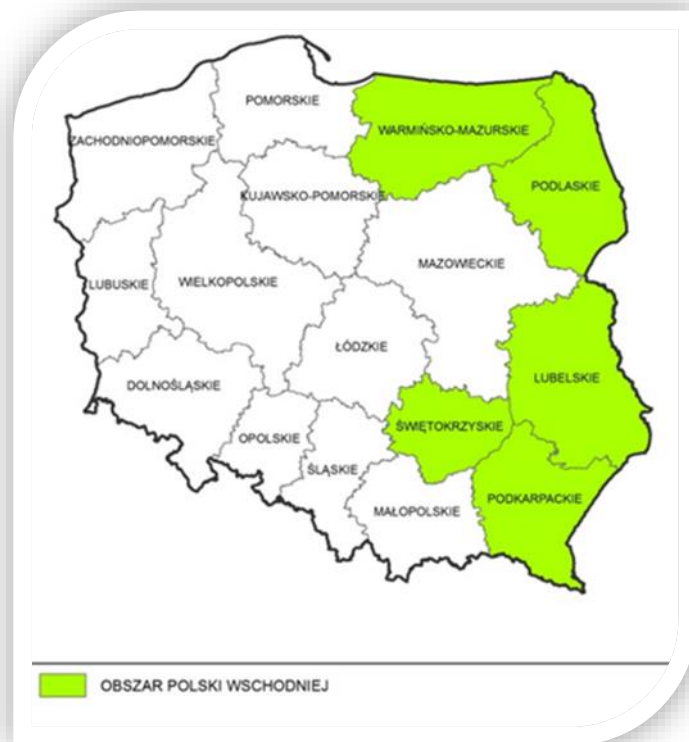 POMORSKIE
WARMIŃSKO-MAZURSKIE
ZACHODNIOPOMORSKIE
PODLASKIE
KUJAWSKO-POMORSKIE
MAZOWIECKIE
LUBUSKIE
WIELKOPOLSKIE
ŁÓDZKIE
LUBELSKIE
DOLNOŚLĄSKIE
ŚWIĘTOKRZYSKIE
OPOLSKIE
ŚLĄSKIE
PODKARPACKIE
MAŁOPOLSKIE
OBSZAR POLSKI WSCHODNIEJ